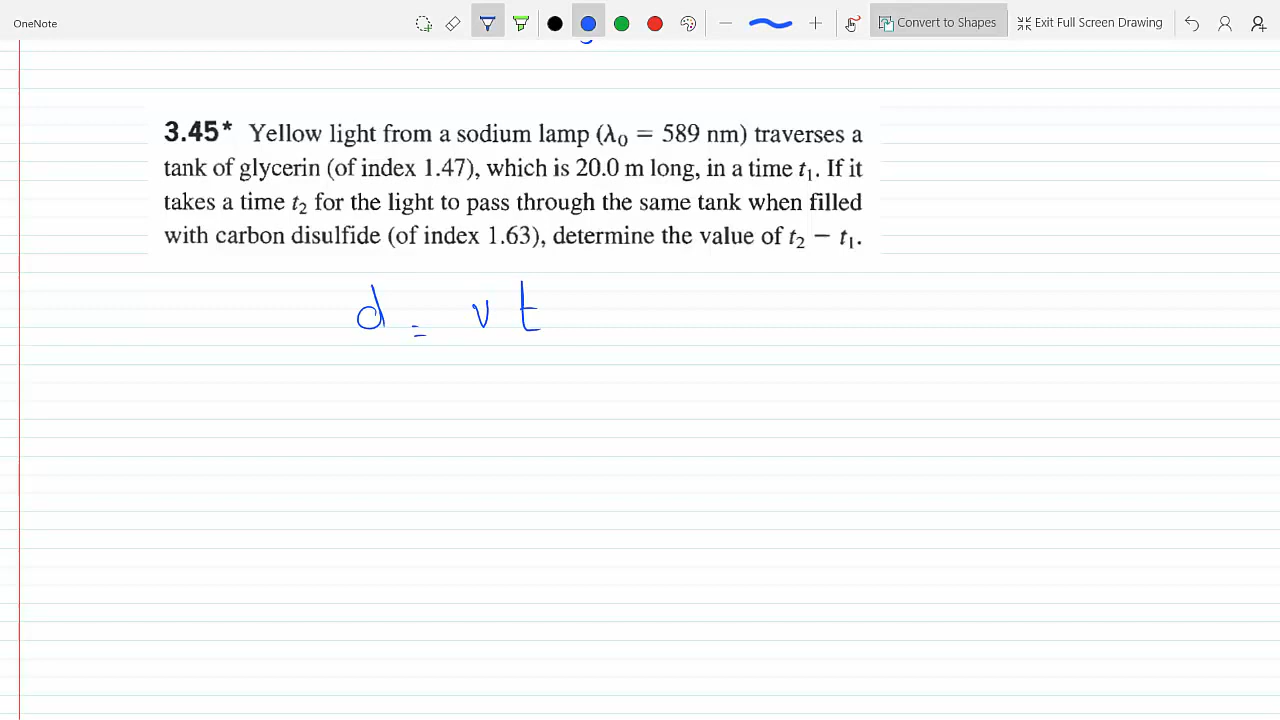 OneNote
Convert to Shapes
Exit Full Screen Drawing
3.45* Yellow light from a sodium lamp (λ₀ = 589 nm) traverses a
tank of glycerin (of index 1.47), which is 20.0 m long, in a time t₁. If it
takes a time t₂ for the light to pass through the same tank when filled
with carbon disulfide (of index 1.63), determine the value of t₂ − t₁.
d = v t